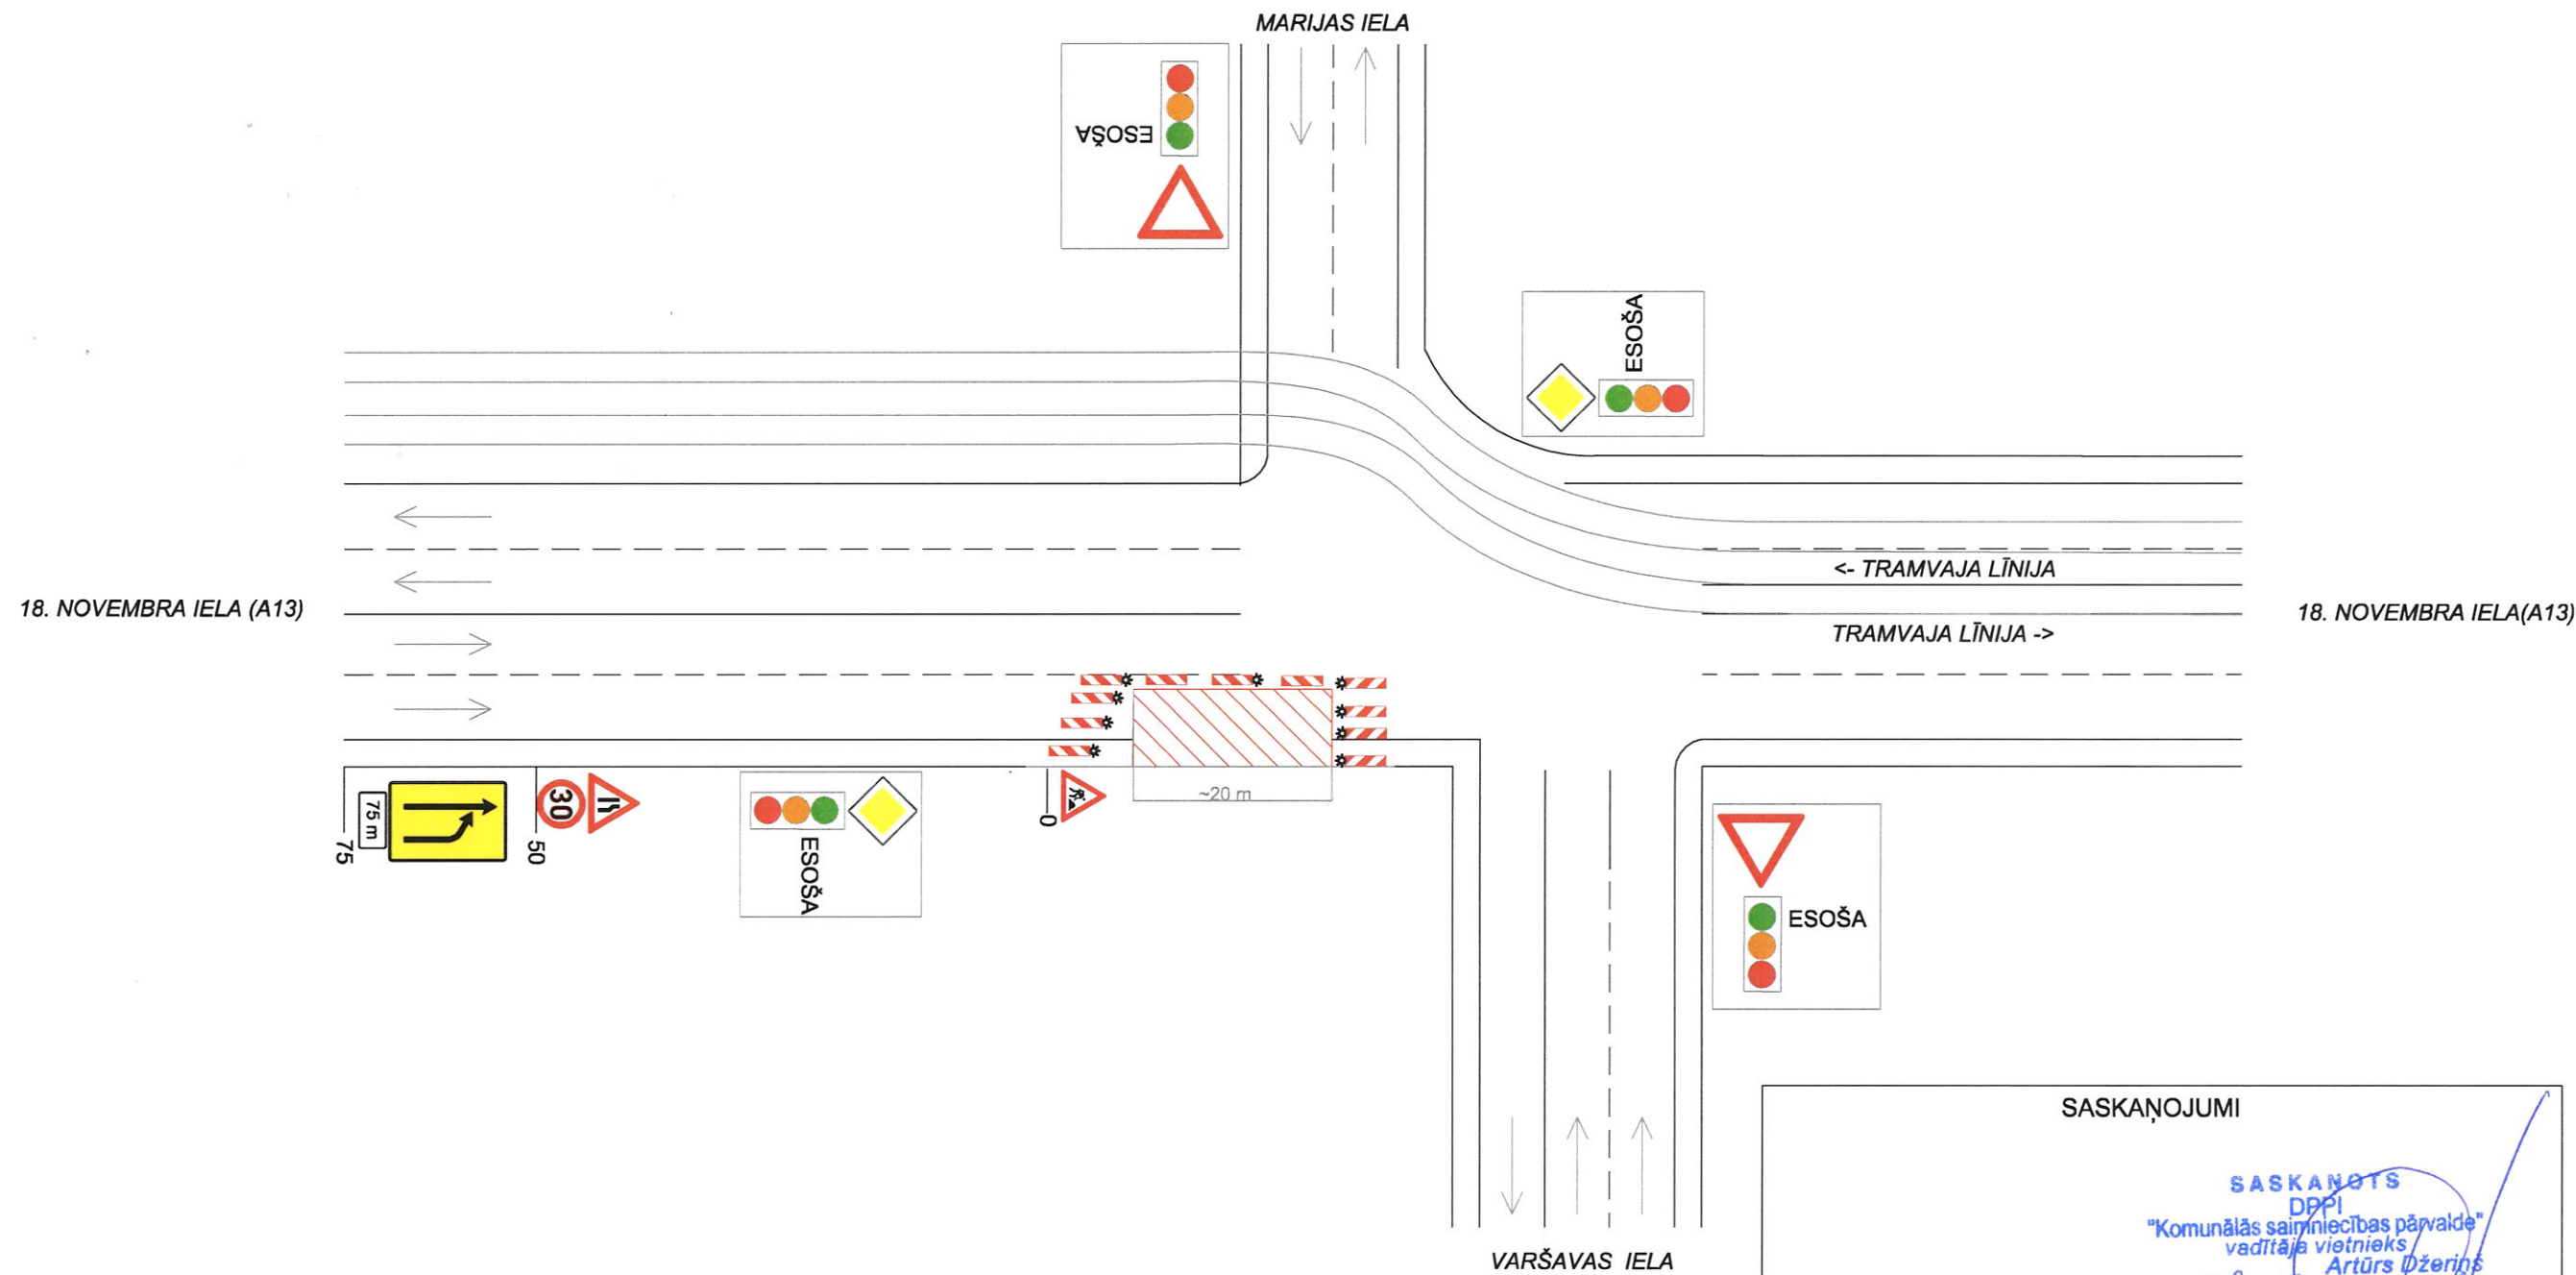 MARIJAS IELA
ESOŠA
ESOŠA
<- TRAMVAJA LĪNIJA
18. NOVEMBRA IELA (A13)
18. NOVEMBRA IELA(A13)
TRAMVAJA LĪNIJA ->
~20 m
75 m
75
30
50
0
ESOŠA
ESOŠA
SASKAŅOJUMI
SASKAŅOTS
DPPI
"Komunālās saimniecības pārvalde"
vadītāja vietnieks
Artūrs Džeriņš
VARŠAVAS IELA